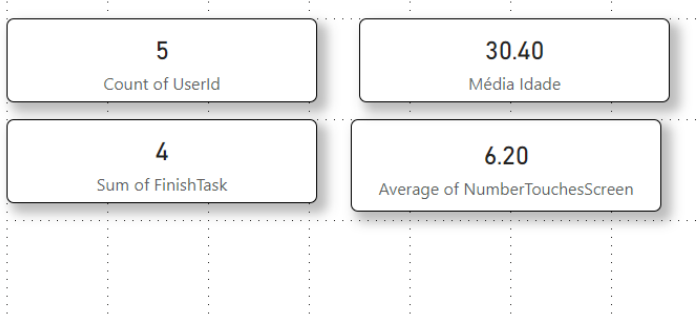 5
Count of UserId
30.40
Média Idade
4
Sum of FinishTask
6.20
Average of NumberTouchesScreen